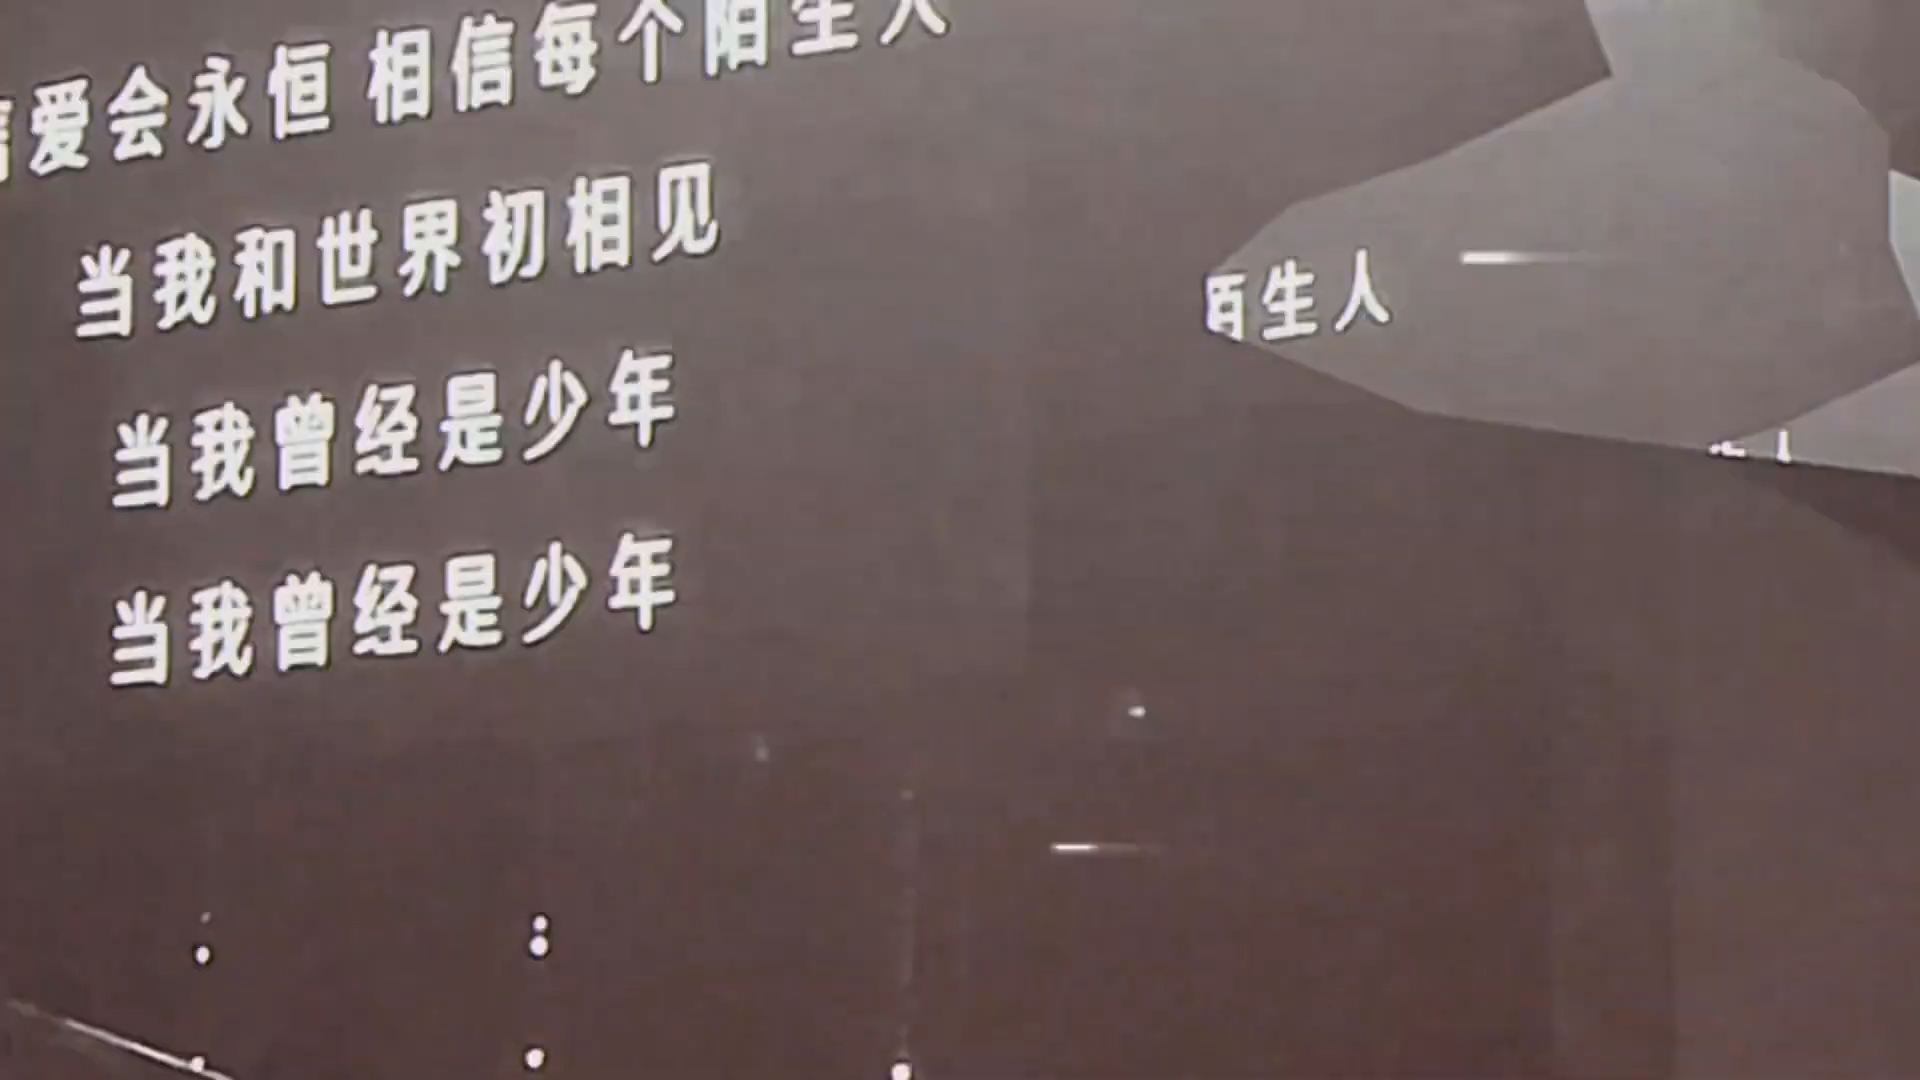 爱会永恒 相信每个陌生人
当我和世界初相见
当我曾经是少年
当我曾经是少年
陌生人